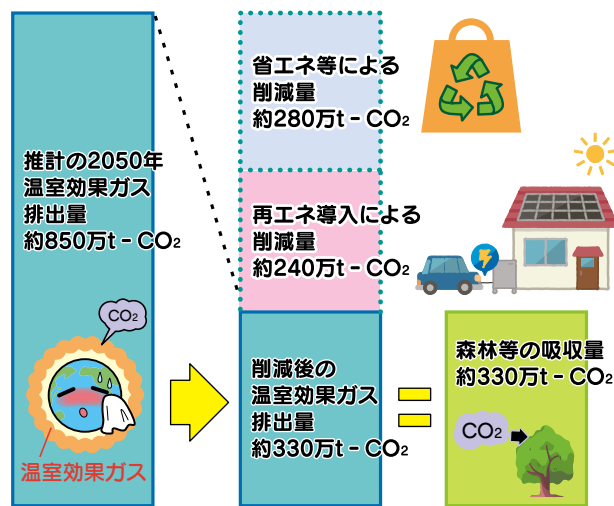 推計の2050年
温室効果ガス
排出量
約850万t－CO₂
CO₂
温室効果ガス
省エネ等による
削減量
約280万t－CO₂
再エネ導入による
削減量
約240万t－CO₂
削減後の
温室効果ガス
排出量
約330万t－CO₂
森林等の吸収量
約330万t－CO₂
CO₂